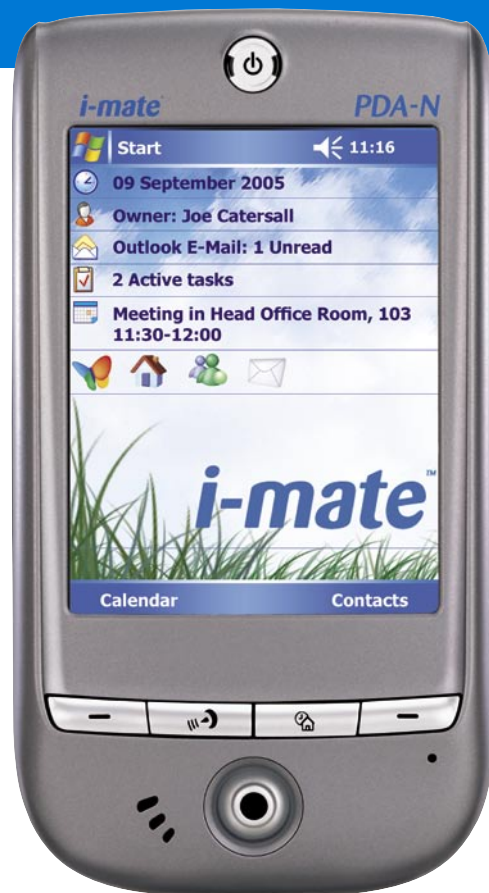 i-mate PDA-N
Start 11:16
09 September 2005
Owner: Joe Catersall
Outlook E-Mail: 1 Unread
2 Active tasks
Meeting in Head Office Room, 103
11:30-12:00
i-mate™
Calendar Contacts